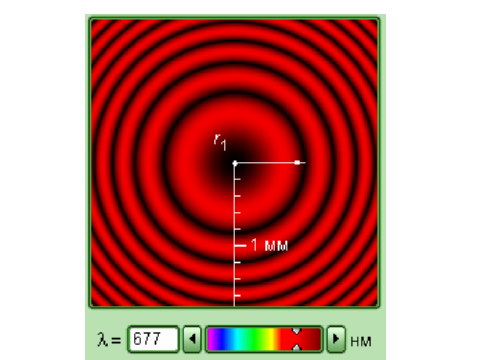 r₁
1 мм
λ = 677 нм